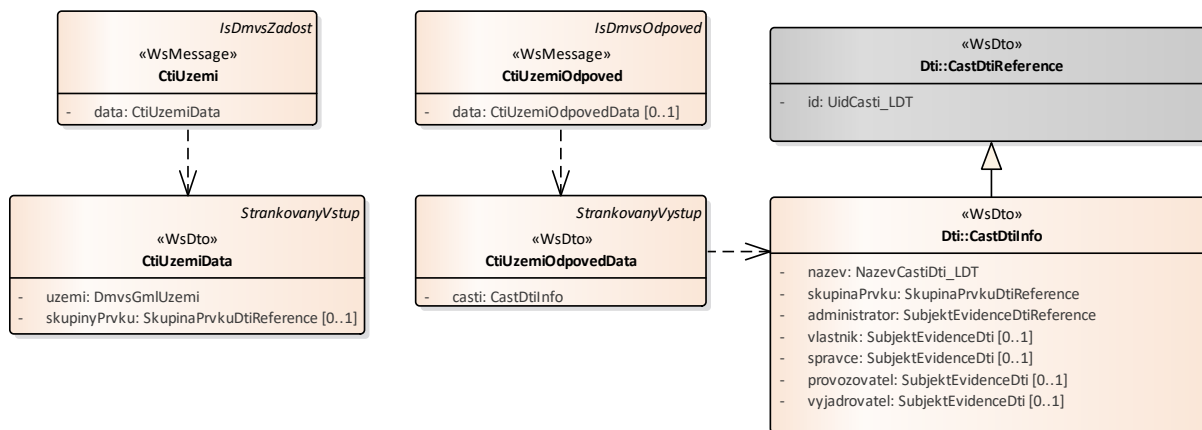 IsDmvsZadost
«WsMessage»
CtiUzemi
- data: CtiUzemiData
StrankovanyVstup
«WsDto»
CtiUzemiData
- uzemi: DmvsGmlUzemi
- skupinyPrvku: SkupinaPrvkuDtiReference [0..1]
IsDmvsOdpoved
«WsMessage»
CtiUzemiOdpoved
- data: CtiUzemiOdpovedData [0..1]
StrankovanyVystup
«WsDto»
CtiUzemiOdpovedData
- casti: CastDtiInfo
«WsDto»
Dti::CastDtiReference
- id: UidCasti_LDT
«WsDto»
Dti::CastDtiInfo
- nazev: NazevCastiDti_LDT
- skupinaPrvku: SkupinaPrvkuDtiReference
- administrator: SubjektEvidenceDtiReference
- vlastnik: SubjektEvidenceDti [0..1]
- spravce: SubjektEvidenceDti [0..1]
- provozovatel: SubjektEvidenceDti [0..1]
- vyjadrovatel: SubjektEvidenceDti [0..1]